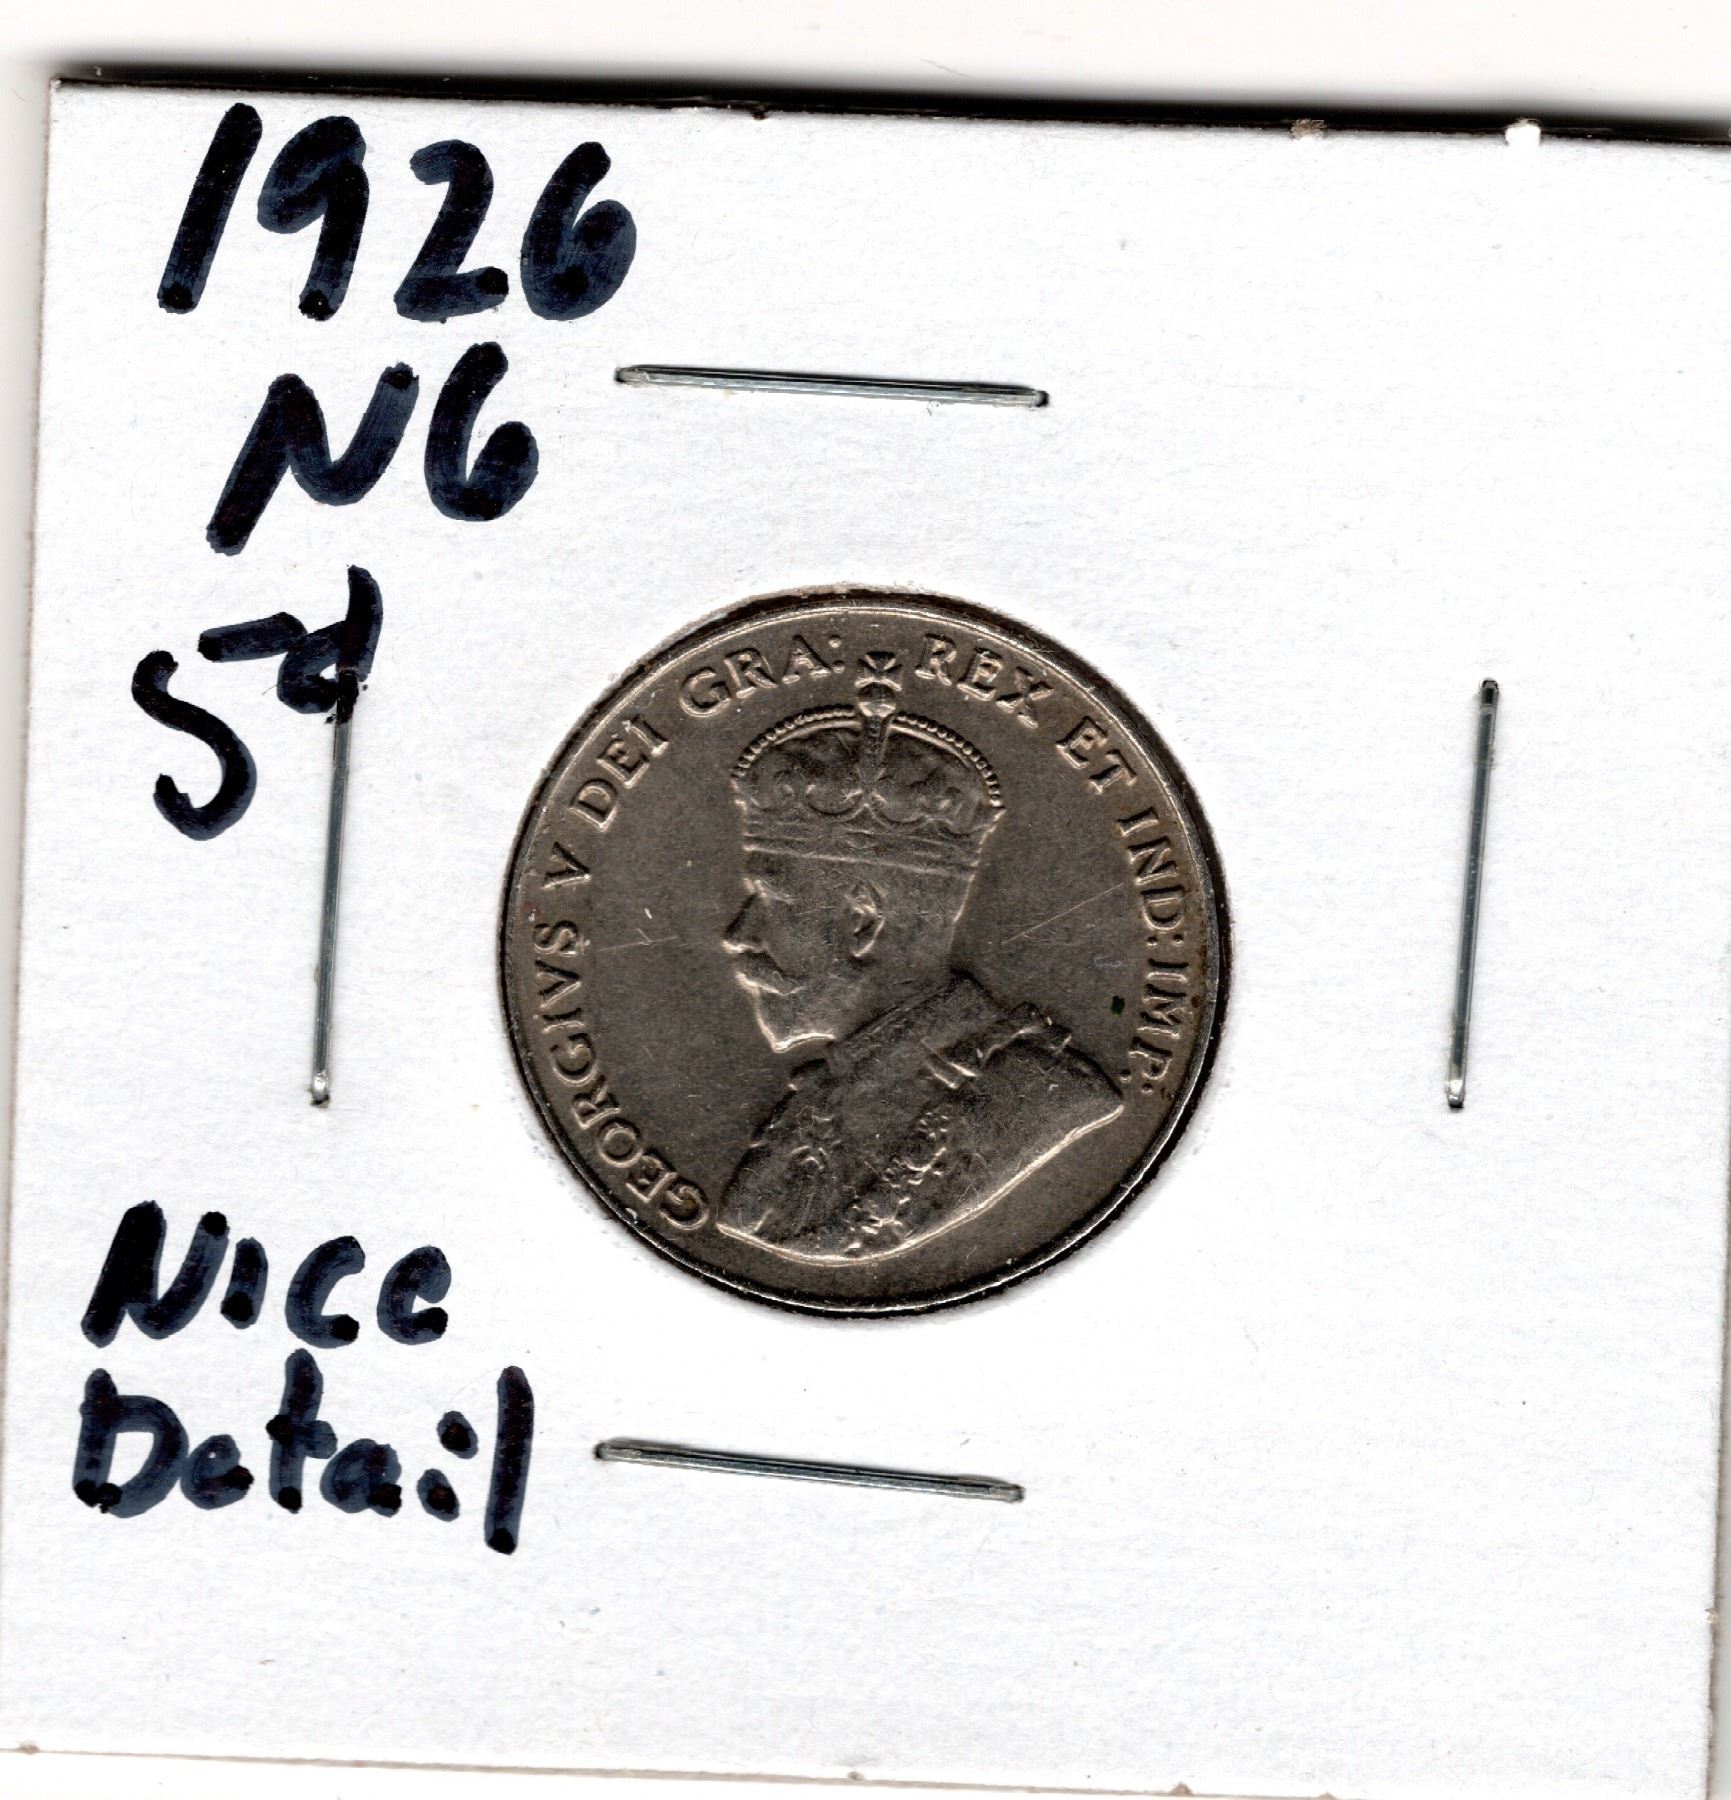 1926
N6
5¢
Nice
Detail
GEORGIVS V DEI GRA: REX ET IND: IMP: